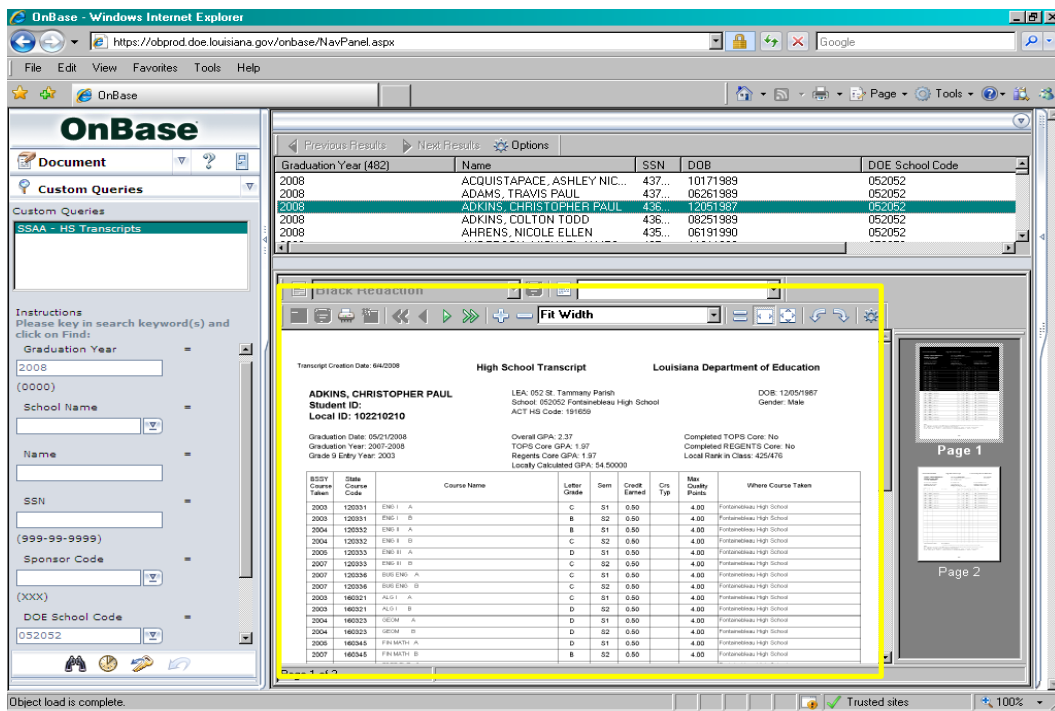 OnBase - Windows Internet Explorer
https://obprod.doe.louisiana.gov/onbase/NavPanel.aspx
Google
File Edit View Favorites Tools Help
OnBase
Page Tools
OnBase
Document
Custom Queries
Custom Queries
SSAA - HS Transcripts
Instructions
Please key in search keyword(s) and
click on Find:
Graduation Year =
2008
(0000)
School Name =
Name =
SSN =
(999-99-9999)
Sponsor Code =
(XXX)
DOE School Code =
052052
Previous Results Next Results Options
Graduation Year (482) Name SSN DOB DOE School Code
2008 ACQUISTAPACE, ASHLEY NIC... 437... 10171989 052052
2008 ADAMS, TRAVIS PAUL 437... 06261989 052052
2008 ADKINS, CHRISTOPHER PAUL 436... 12051987 052052
2008 ADKINS, COLTON TODD 436... 08251989 052052
2008 AHRENS, NICOLE ELLEN 435... 06191990 052052
Black Redaction
Fit Width
Transcript Creation Date: 6/4/2008 High School Transcript Louisiana Department of Education
ADKINS, CHRISTOPHER PAUL LEA: 052 St. Tammany Parish DOB: 12/05/1987
Student ID: School: 052052 Fontainebleau High School Gender: Male
Local ID: 102210210 ACT HS Code: 191659
Graduation Date: 05/21/2008 Overall GPA: 2.37 Completed TOPS Core: No
Graduation Year: 2007-2008 TOPS Core GPA: 1.97 Completed REGENTS Core: No
Grade 9 Entry Year: 2003 Regents Core GPA: 1.97 Local Rank in Class: 425/476
Locally Calculated GPA: 54.50000
BSSY Course Taken State Course Code Course Name Letter Grade Sem Credit Earned Crs Typ Max Quality Points Where Course Taken
2003 120331 ENG I A C S1 0.50 4.00 Fontainebleau High School
2003 120331 ENG I B B S2 0.50 4.00 Fontainebleau High School
2004 120332 ENG II A B S1 0.50 4.00 Fontainebleau High School
2004 120332 ENG II B C S2 0.50 4.00 Fontainebleau High School
2005 120333 ENG III A D S1 0.50 4.00 Fontainebleau High School
2007 120333 ENG III B C S2 0.50 4.00 Fontainebleau High School
2007 120336 BUS ENG A C S1 0.50 4.00 Fontainebleau High School
2007 120336 BUS ENG B C S2 0.50 4.00 Fontainebleau High School
2003 160321 ALG I A C S1 0.50 4.00 Fontainebleau High School
2003 160321 ALG I B D S2 0.50 4.00 Fontainebleau High School
2004 160323 GEOM A D S1 0.50 4.00 Fontainebleau High School
2004 160323 GEOM B D S2 0.50 4.00 Fontainebleau High School
2005 160345 FIN MATH A D S2 0.50 4.00 Fontainebleau High School
2007 160345 FIN MATH B B S2 0.50 4.00 Fontainebleau High School
Page 1 of 2
Page 1
Page 2
Object load is complete.
Trusted sites
100%